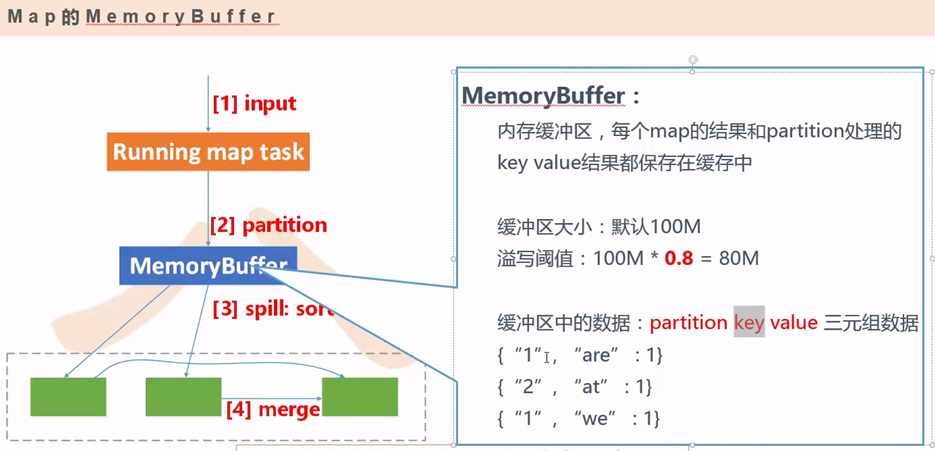 Map的MemoryBuffer
[1] input
Running map task
[2] partition
MemoryBuffer
[3] spill: sort
[4] merge
MemoryBuffer：
内存缓冲区，每个map的结果和partition处理的
key value结果都保存在缓存中
缓冲区大小：默认100M
溢写阈值：100M * 0.8 = 80M
缓冲区中的数据：partition key value 三元组数据
{“1”，“are” : 1}
{“2”，“at” : 1}
{“1”，“we” : 1}